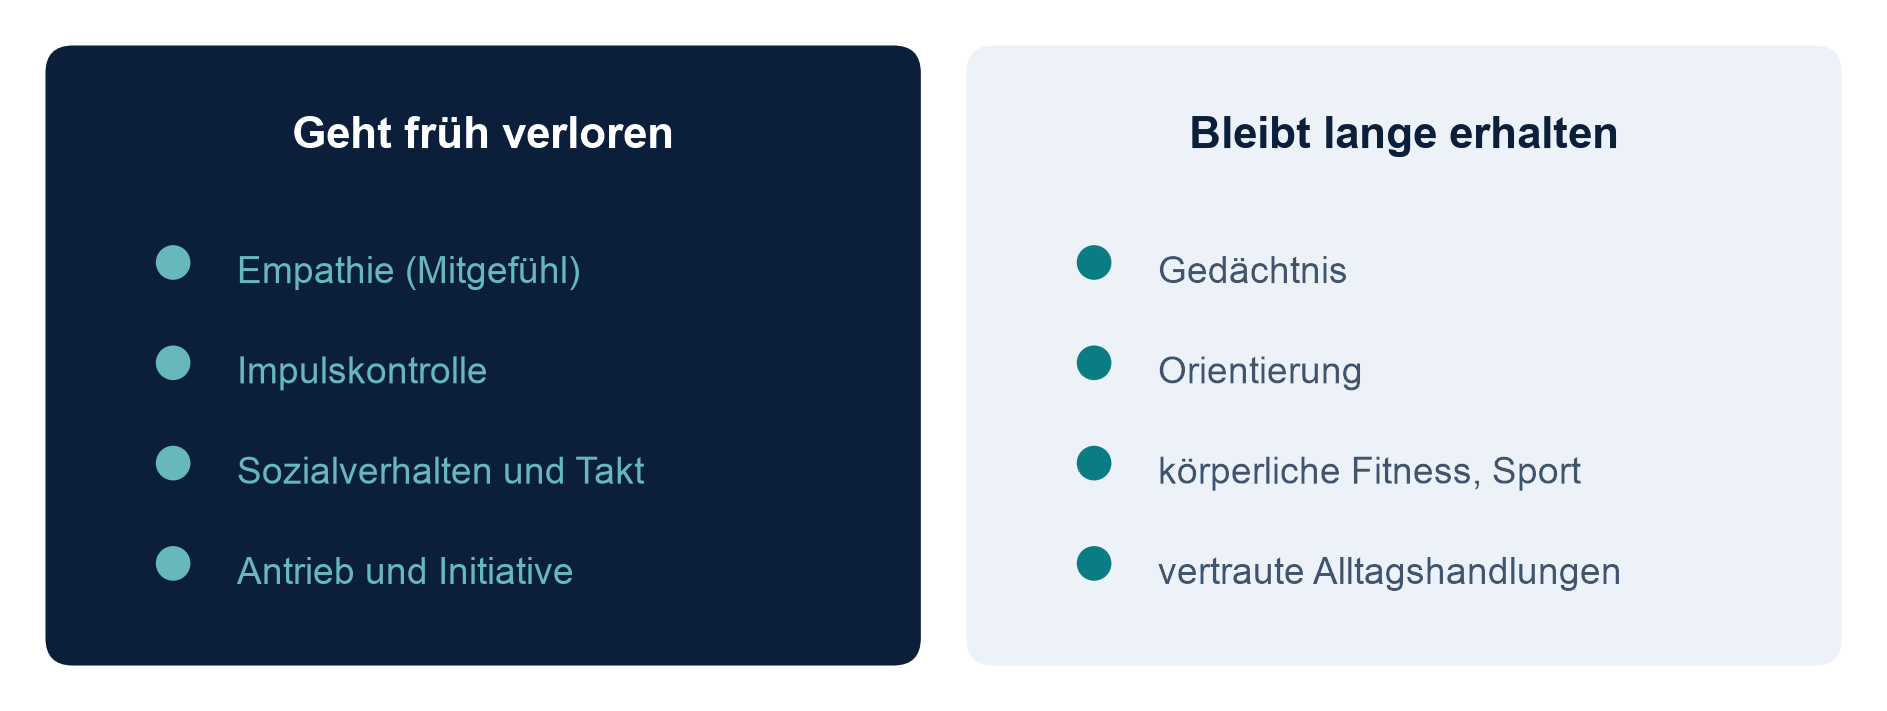 Geht früh verloren
Empathie (Mitgefühl)
Impulskontrolle
Sozialverhalten und Takt
Antrieb und Initiative
Bleibt lange erhalten
Gedächtnis
Orientierung
körperliche Fitness, Sport
vertraute Alltagshandlungen